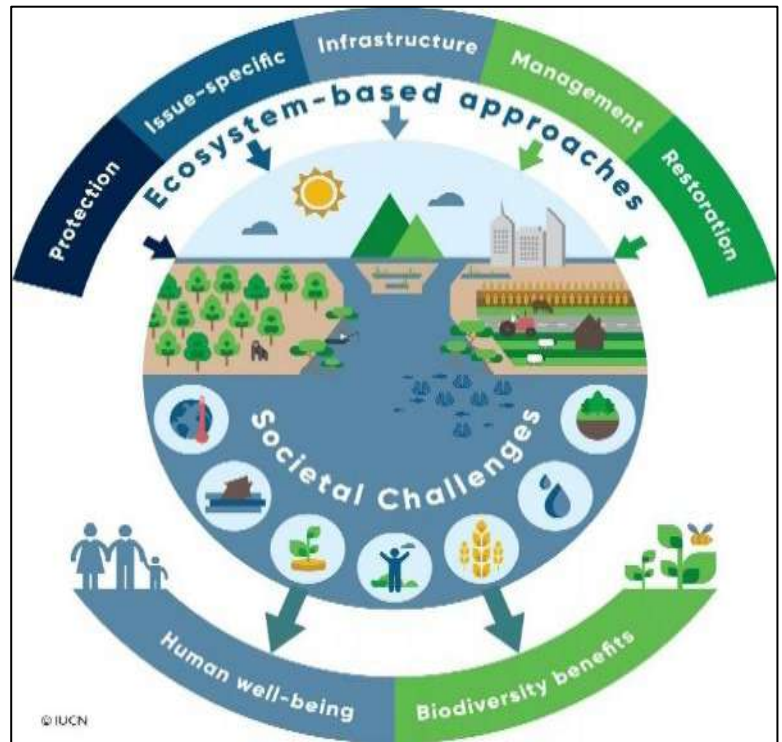 Protection
Issue-specific
Infrastructure
Management
Restoration
Ecosystem-based approaches
Societal Challenges
Human well-being
Biodiversity benefits
© IUCN